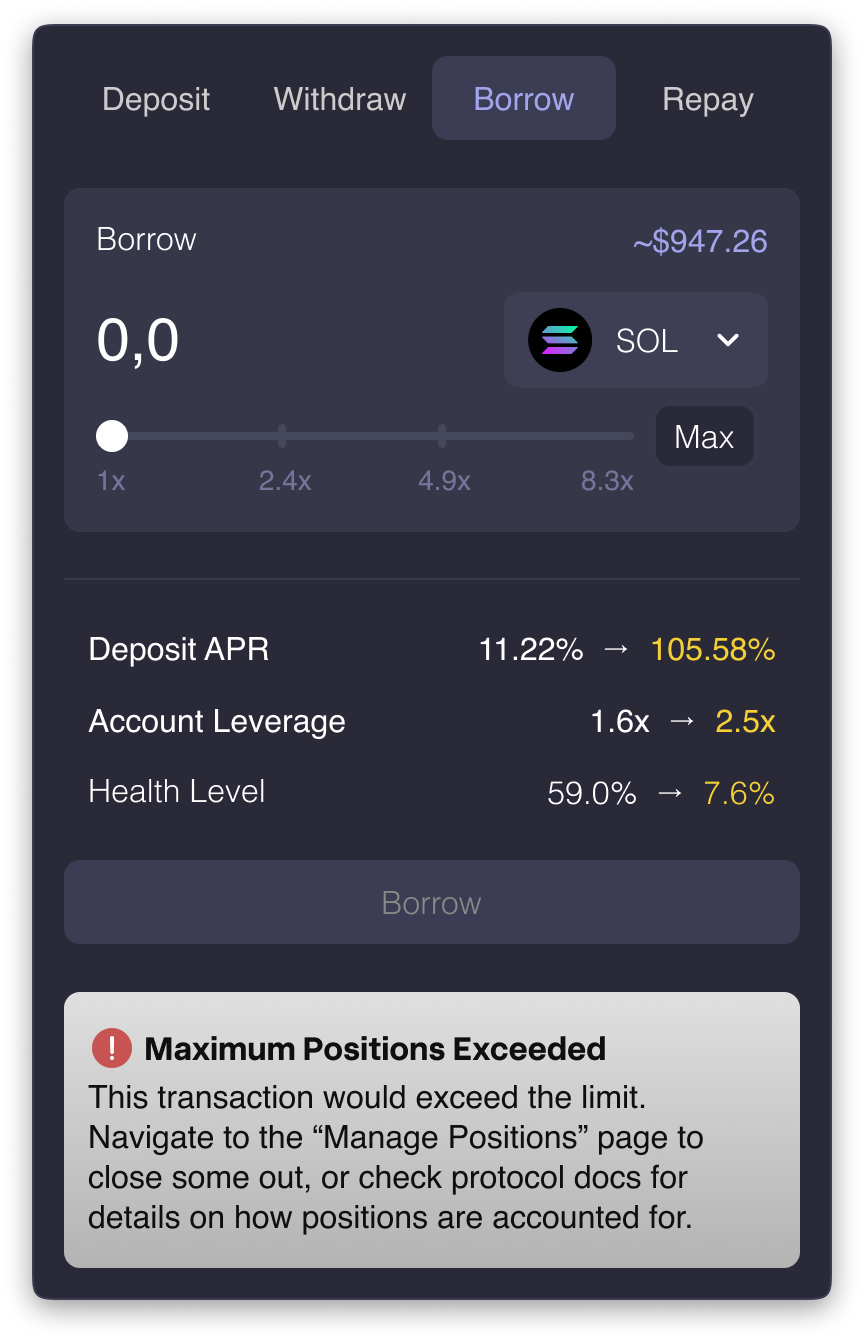 Deposit Withdraw Borrow Repay
Borrow ~$947.26
0,0 SOL
Max
1x 2.4x 4.9x 8.3x
Deposit APR 11.22% → 105.58%
Account Leverage 1.6x → 2.5x
Health Level 59.0% → 7.6%
Borrow
! Maximum Positions Exceeded
This transaction would exceed the limit.
Navigate to the “Manage Positions” page to
close some out, or check protocol docs for
details on how positions are accounted for.